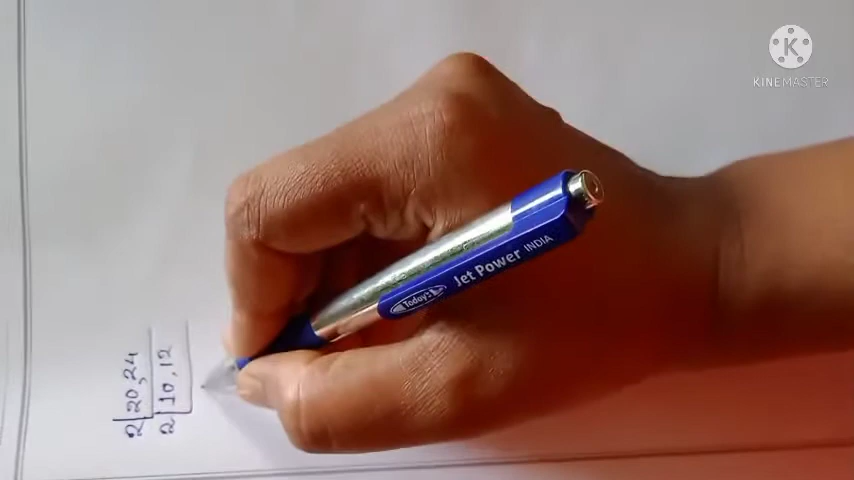 2|20,24
2|10,12
Today's
Jet Power INDIA
K
KINEMASTER